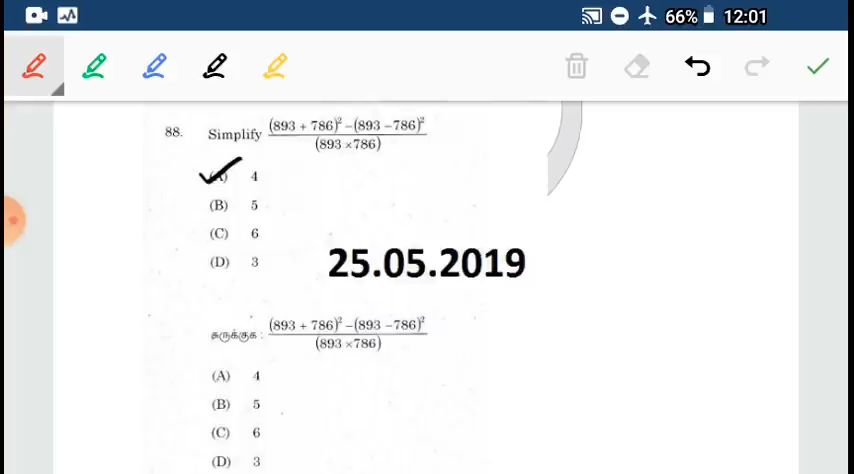 66% 12:01
88. Simplify (893 + 786)² – (893 – 786)² / (893 × 786)
(A) 4
(B) 5
(C) 6
(D) 3
25.05.2019
சுருக்குக : (893 + 786)² – (893 – 786)² / (893 × 786)
(A) 4
(B) 5
(C) 6
(D) 3